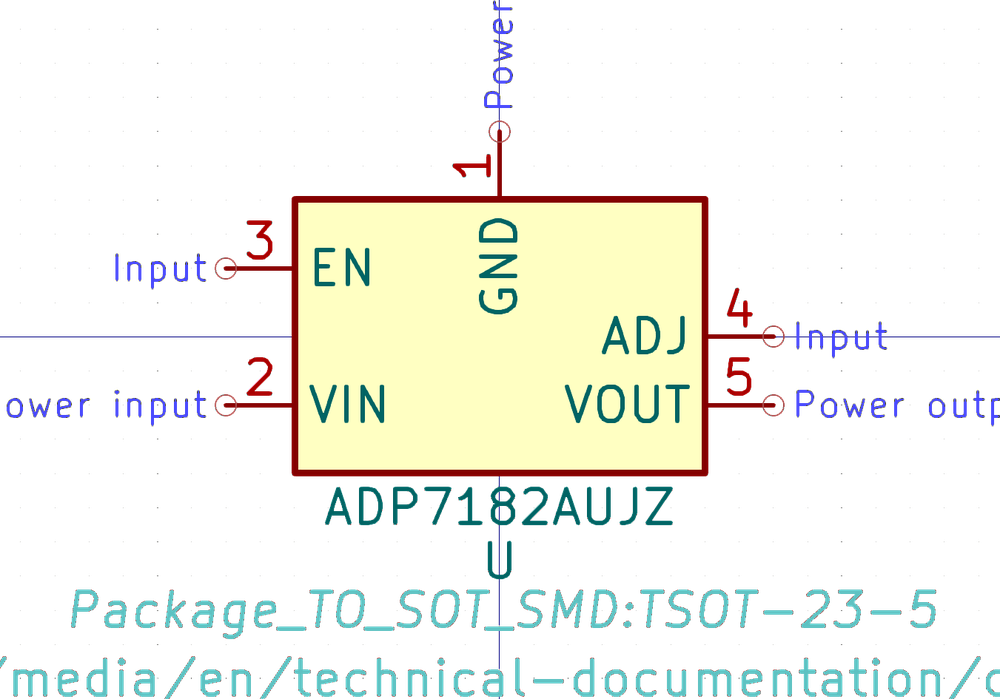 Power
1
3
Input
EN
GND
4
ADJ
Input
2
ower input
VIN
5
VOUT
Power outp
ADP7182AUJZ
U
Package_TO_SOT_SMD:TSOT-23-5
/media/en/technical-documentation/d